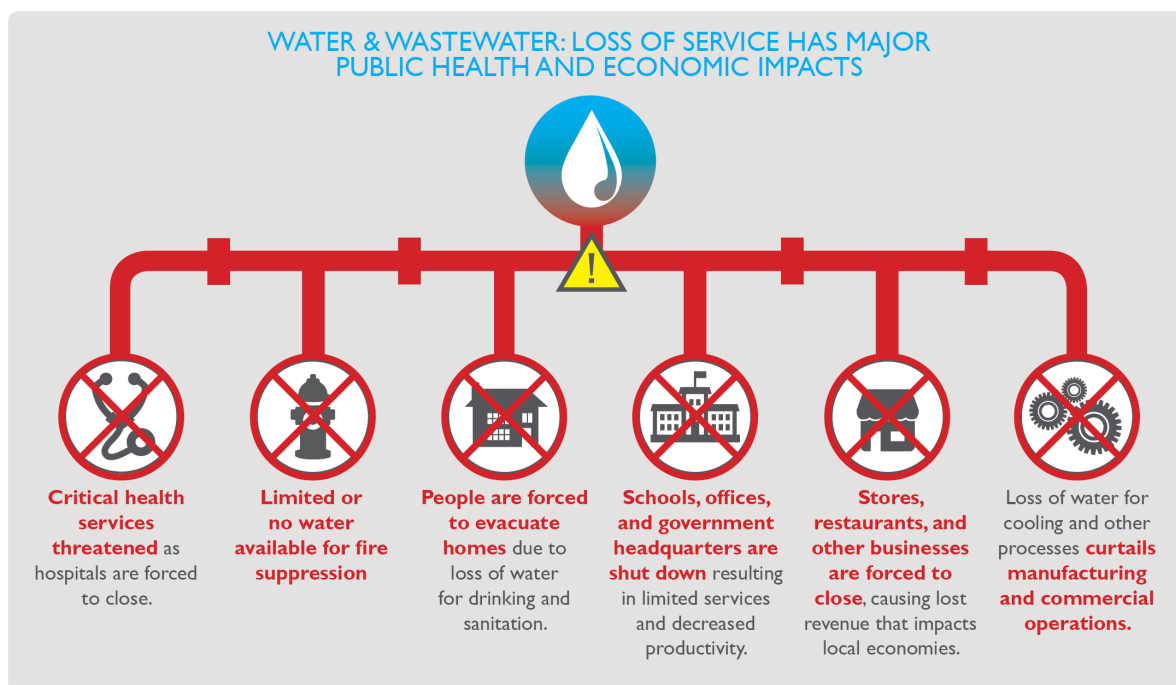 WATER & WASTEWATER: LOSS OF SERVICE HAS MAJOR
PUBLIC HEALTH AND ECONOMIC IMPACTS
!
Critical health
services
threatened as
hospitals are forced
to close.
Limited or
no water
available for fire
suppression
People are forced
to evacuate
homes due to
loss of water
for drinking and
sanitation.
Schools, offices,
and government
headquarters are
shut down resulting
in limited services
and decreased
productivity.
Stores,
restaurants, and
other businesses
are forced to
close, causing lost
revenue that impacts
local economies.
Loss of water for
cooling and other
processes curtails
manufacturing
and commercial
operations.